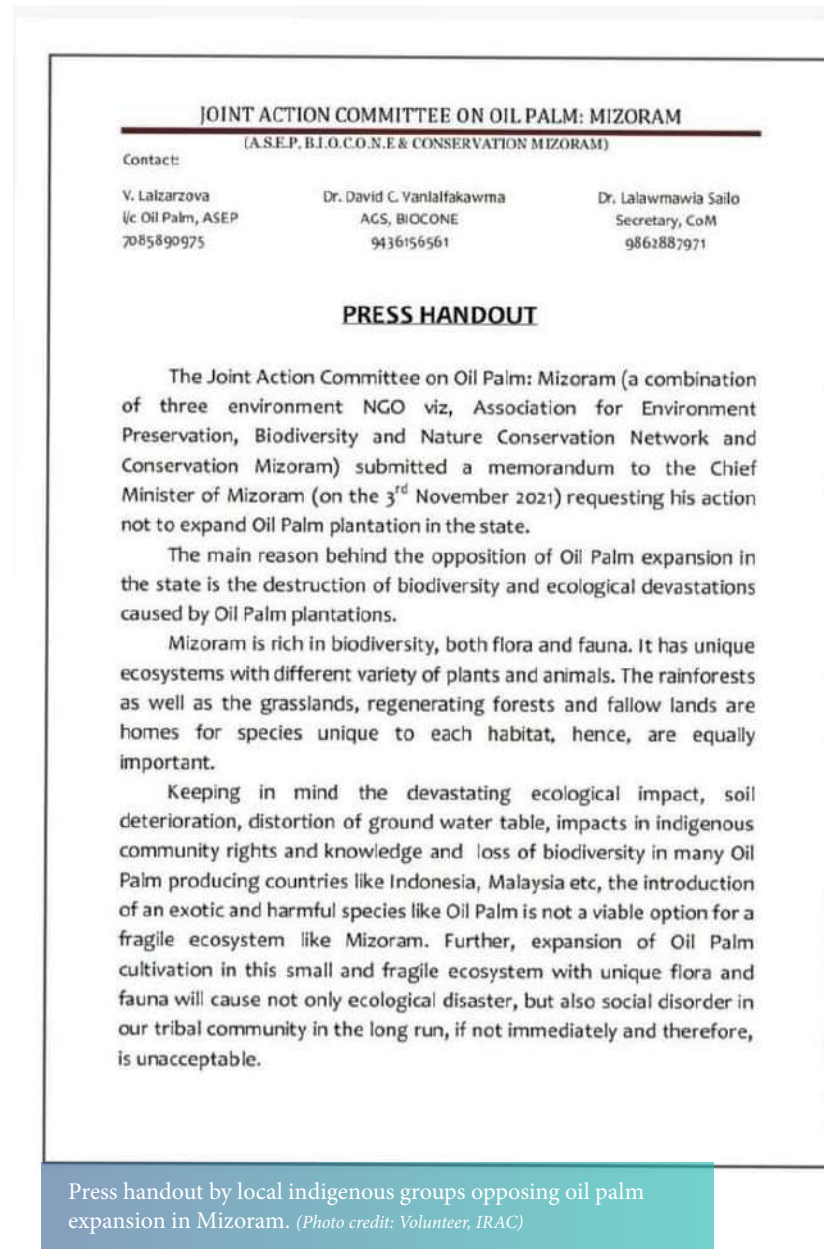 JOINT ACTION COMMITTEE ON OIL PALM: MIZORAM
(A.S.E.P, B.I.O.C.O.N.E & CONSERVATION MIZORAM)
Contact:
V. Lalzarzova Dr. David C. Vanlalfakawma Dr. Lalawmawia Sailo
i/c Oil Palm, ASEP AGS, BIOCONE Secretary, CoM
7085890975 9436156561 9862887971
PRESS HANDOUT
The Joint Action Committee on Oil Palm: Mizoram (a combination
of three environment NGO viz, Association for Environment
Preservation, Biodiversity and Nature Conservation Network and
Conservation Mizoram) submitted a memorandum to the Chief
Minister of Mizoram (on the 3rd November 2021) requesting his action
not to expand Oil Palm plantation in the state.
The main reason behind the opposition of Oil Palm expansion in
the state is the destruction of biodiversity and ecological devastations
caused by Oil Palm plantations.
Mizoram is rich in biodiversity, both flora and fauna. It has unique
ecosystems with different variety of plants and animals. The rainforests
as well as the grasslands, regenerating forests and fallow lands are
homes for species unique to each habitat, hence, are equally
important.
Keeping in mind the devastating ecological impact, soil
deterioration, distortion of ground water table, impacts in indigenous
community rights and knowledge and loss of biodiversity in many Oil
Palm producing countries like Indonesia, Malaysia etc, the introduction
of an exotic and harmful species like Oil Palm is not a viable option for a
fragile ecosystem like Mizoram. Further, expansion of Oil Palm
cultivation in this small and fragile ecosystem with unique flora and
fauna will cause not only ecological disaster, but also social disorder in
our tribal community in the long run, if not immediately and therefore,
is unacceptable.
Press handout by local indigenous groups opposing oil palm
expansion in Mizoram. (Photo credit: Volunteer, IRAC)